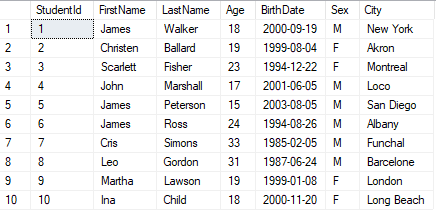 StudentId FirstName LastName Age BirthDate Sex City
1 1 James Walker 18 2000-09-19 M New York
2 2 Christen Ballard 19 1999-08-04 F Akron
3 3 Scarlett Fisher 23 1994-12-22 F Montreal
4 4 John Marshall 17 2001-06-05 M Loco
5 5 James Peterson 15 2003-08-05 M San Diego
6 6 James Ross 24 1994-08-26 M Albany
7 7 Cris Simons 33 1985-02-05 M Funchal
8 8 Leo Gordon 31 1987-06-24 M Barcelone
9 9 Martha Lawson 19 1999-01-08 F London
10 10 Ina Child 18 2000-11-20 F Long Beach